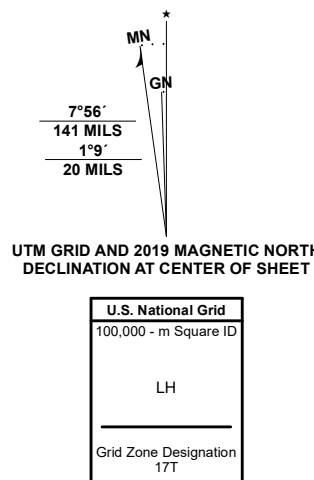 ★
MN
GN
7°56´
141 MILS
1°9´
20 MILS
UTM GRID AND 2019 MAGNETIC NORTH
DECLINATION AT CENTER OF SHEET
U.S. National Grid
100,000 - m Square ID
LH
Grid Zone Designation
17T